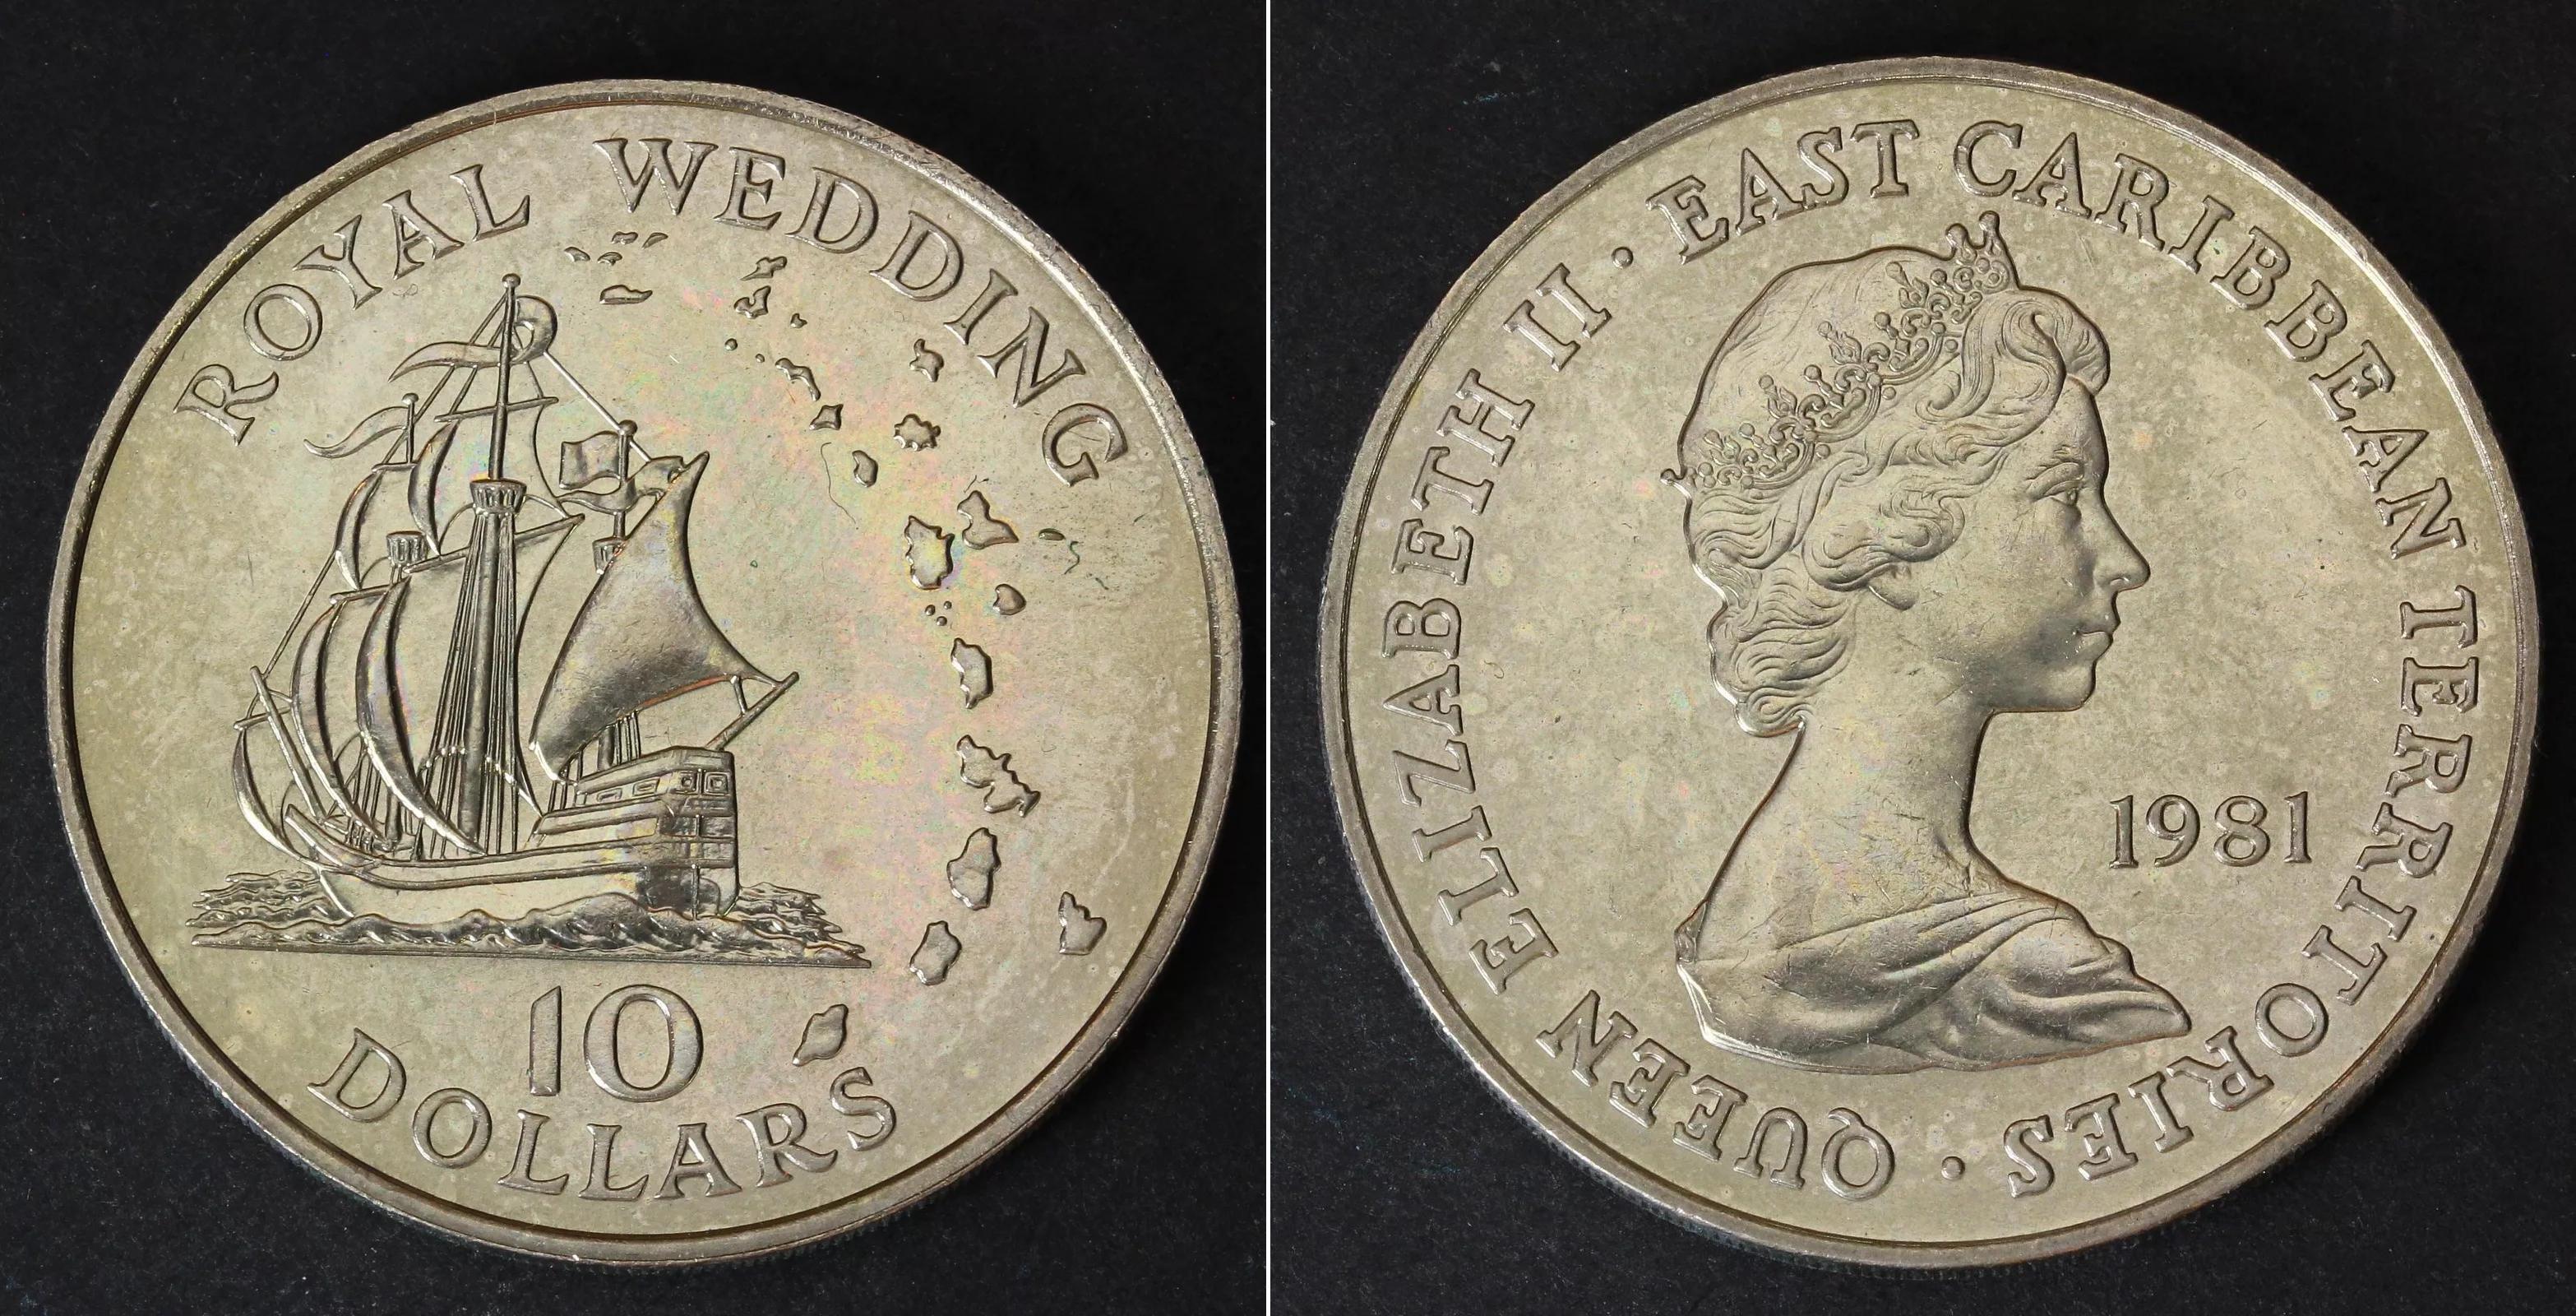 ROYAL WEDDING
10
DOLLARS
QUEEN ELIZABETH II · EAST CARIBBEAN TERRITORIES ·
1981